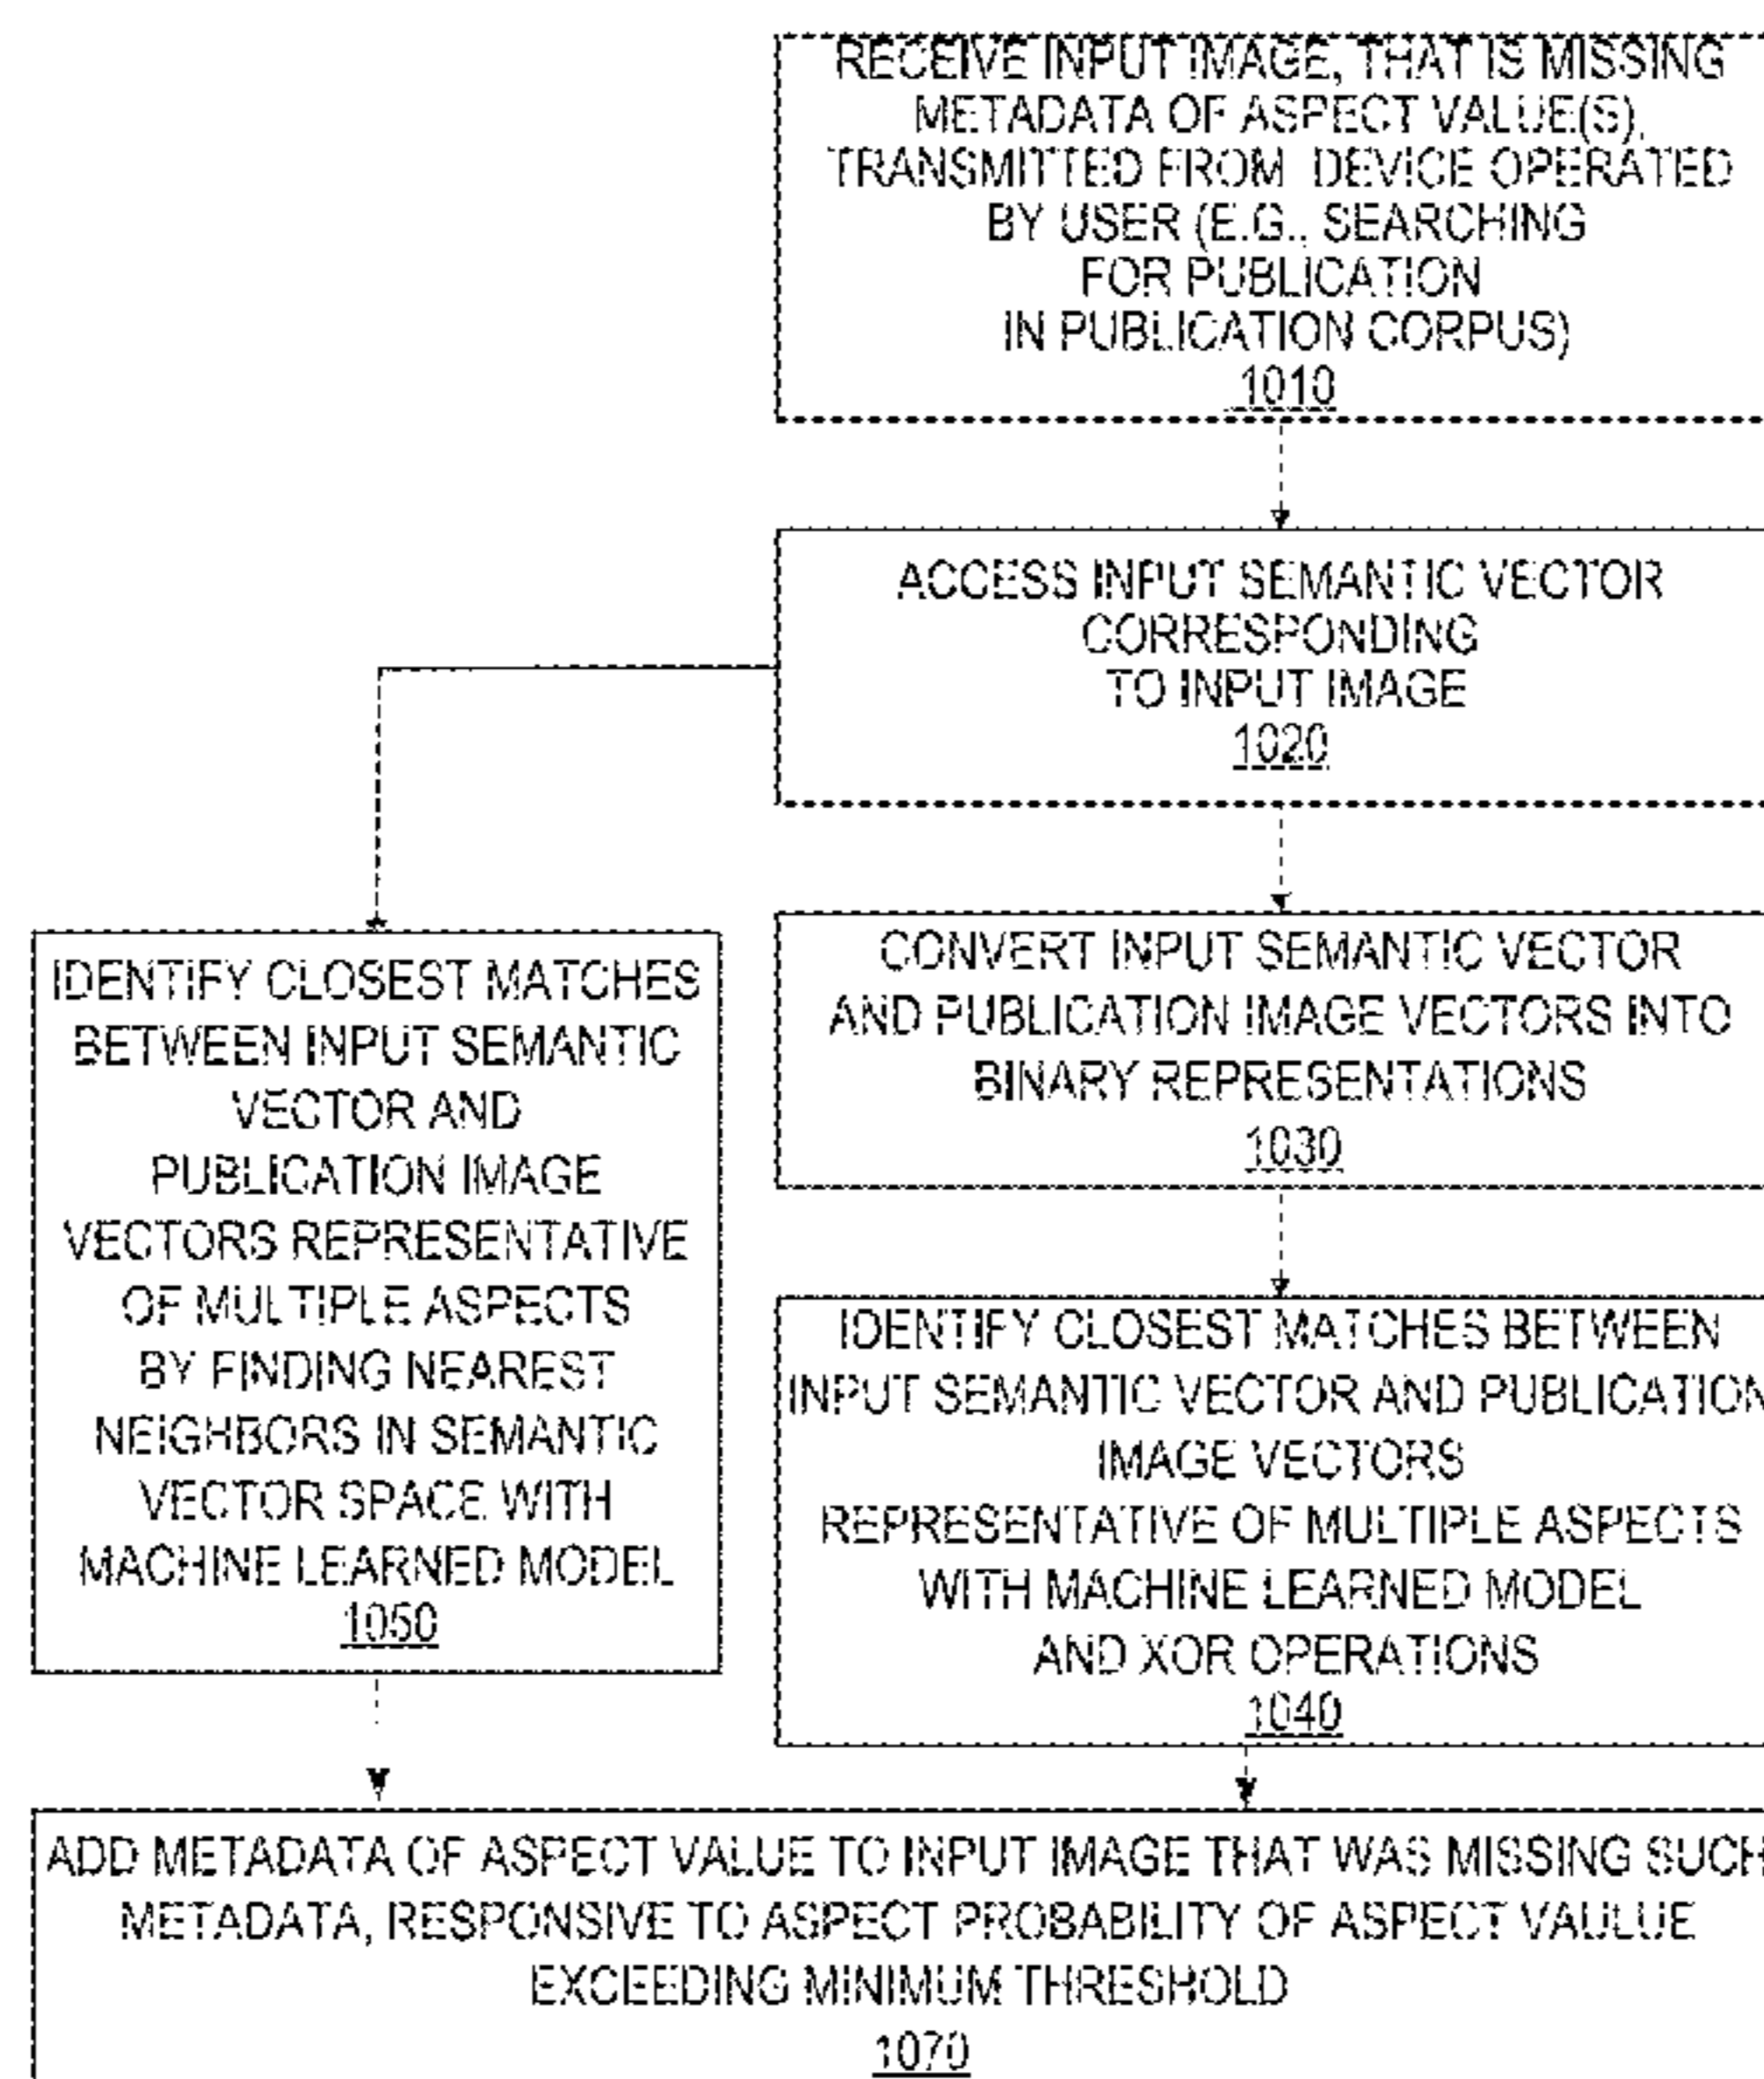 RECEIVE INPUT IMAGE, THAT IS MISSING
METADATA OF ASPECT VALUE(S),
TRANSMITTED FROM DEVICE OPERATED
BY USER (E.G., SEARCHING
FOR PUBLICATION
IN PUBLICATION CORPUS)
1010
ACCESS INPUT SEMANTIC VECTOR
CORRESPONDING
TO INPUT IMAGE
1020
CONVERT INPUT SEMANTIC VECTOR
AND PUBLICATION IMAGE VECTORS INTO
BINARY REPRESENTATIONS
1030
IDENTIFY CLOSEST MATCHES BETWEEN
INPUT SEMANTIC VECTOR AND PUBLICATION
IMAGE VECTORS
REPRESENTATIVE OF MULTIPLE ASPECTS
WITH MACHINE LEARNED MODEL
AND XOR OPERATIONS
1040
IDENTIFY CLOSEST MATCHES
BETWEEN INPUT SEMANTIC
VECTOR AND
PUBLICATION IMAGE
VECTORS REPRESENTATIVE
OF MULTIPLE ASPECTS
BY FINDING NEAREST
NEIGHBORS IN SEMANTIC
VECTOR SPACE WITH
MACHINE LEARNED MODEL
1050
ADD METADATA OF ASPECT VALUE TO INPUT IMAGE THAT WAS MISSING SUCH
METADATA, RESPONSIVE TO ASPECT PROBABILITY OF ASPECT VAULUE
EXCEEDING MINIMUM THRESHOLD
1070